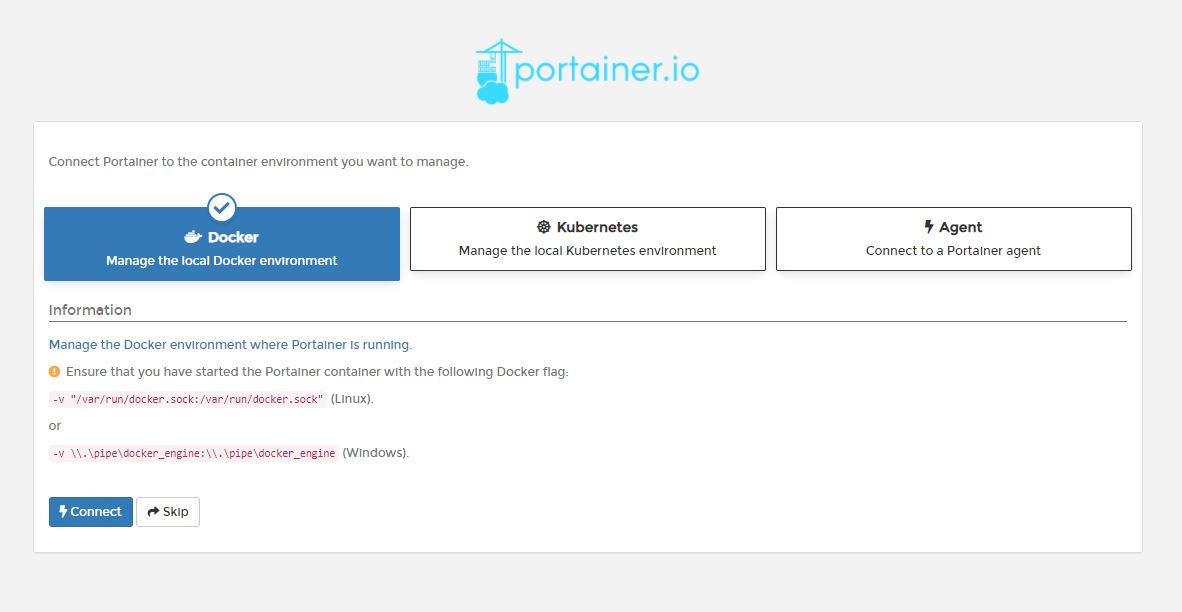 portainer.io
Connect Portainer to the container environment you want to manage.
Docker
Manage the local Docker environment
Kubernetes
Manage the local Kubernetes environment
Agent
Connect to a Portainer agent
Information
Manage the Docker environment where Portainer is running.
Ensure that you have started the Portainer container with the following Docker flag:
-v "/var/run/docker.sock:/var/run/docker.sock" (Linux).
or
-v \\.\pipe\docker_engine:\\.\pipe\docker_engine (Windows).
Connect Skip